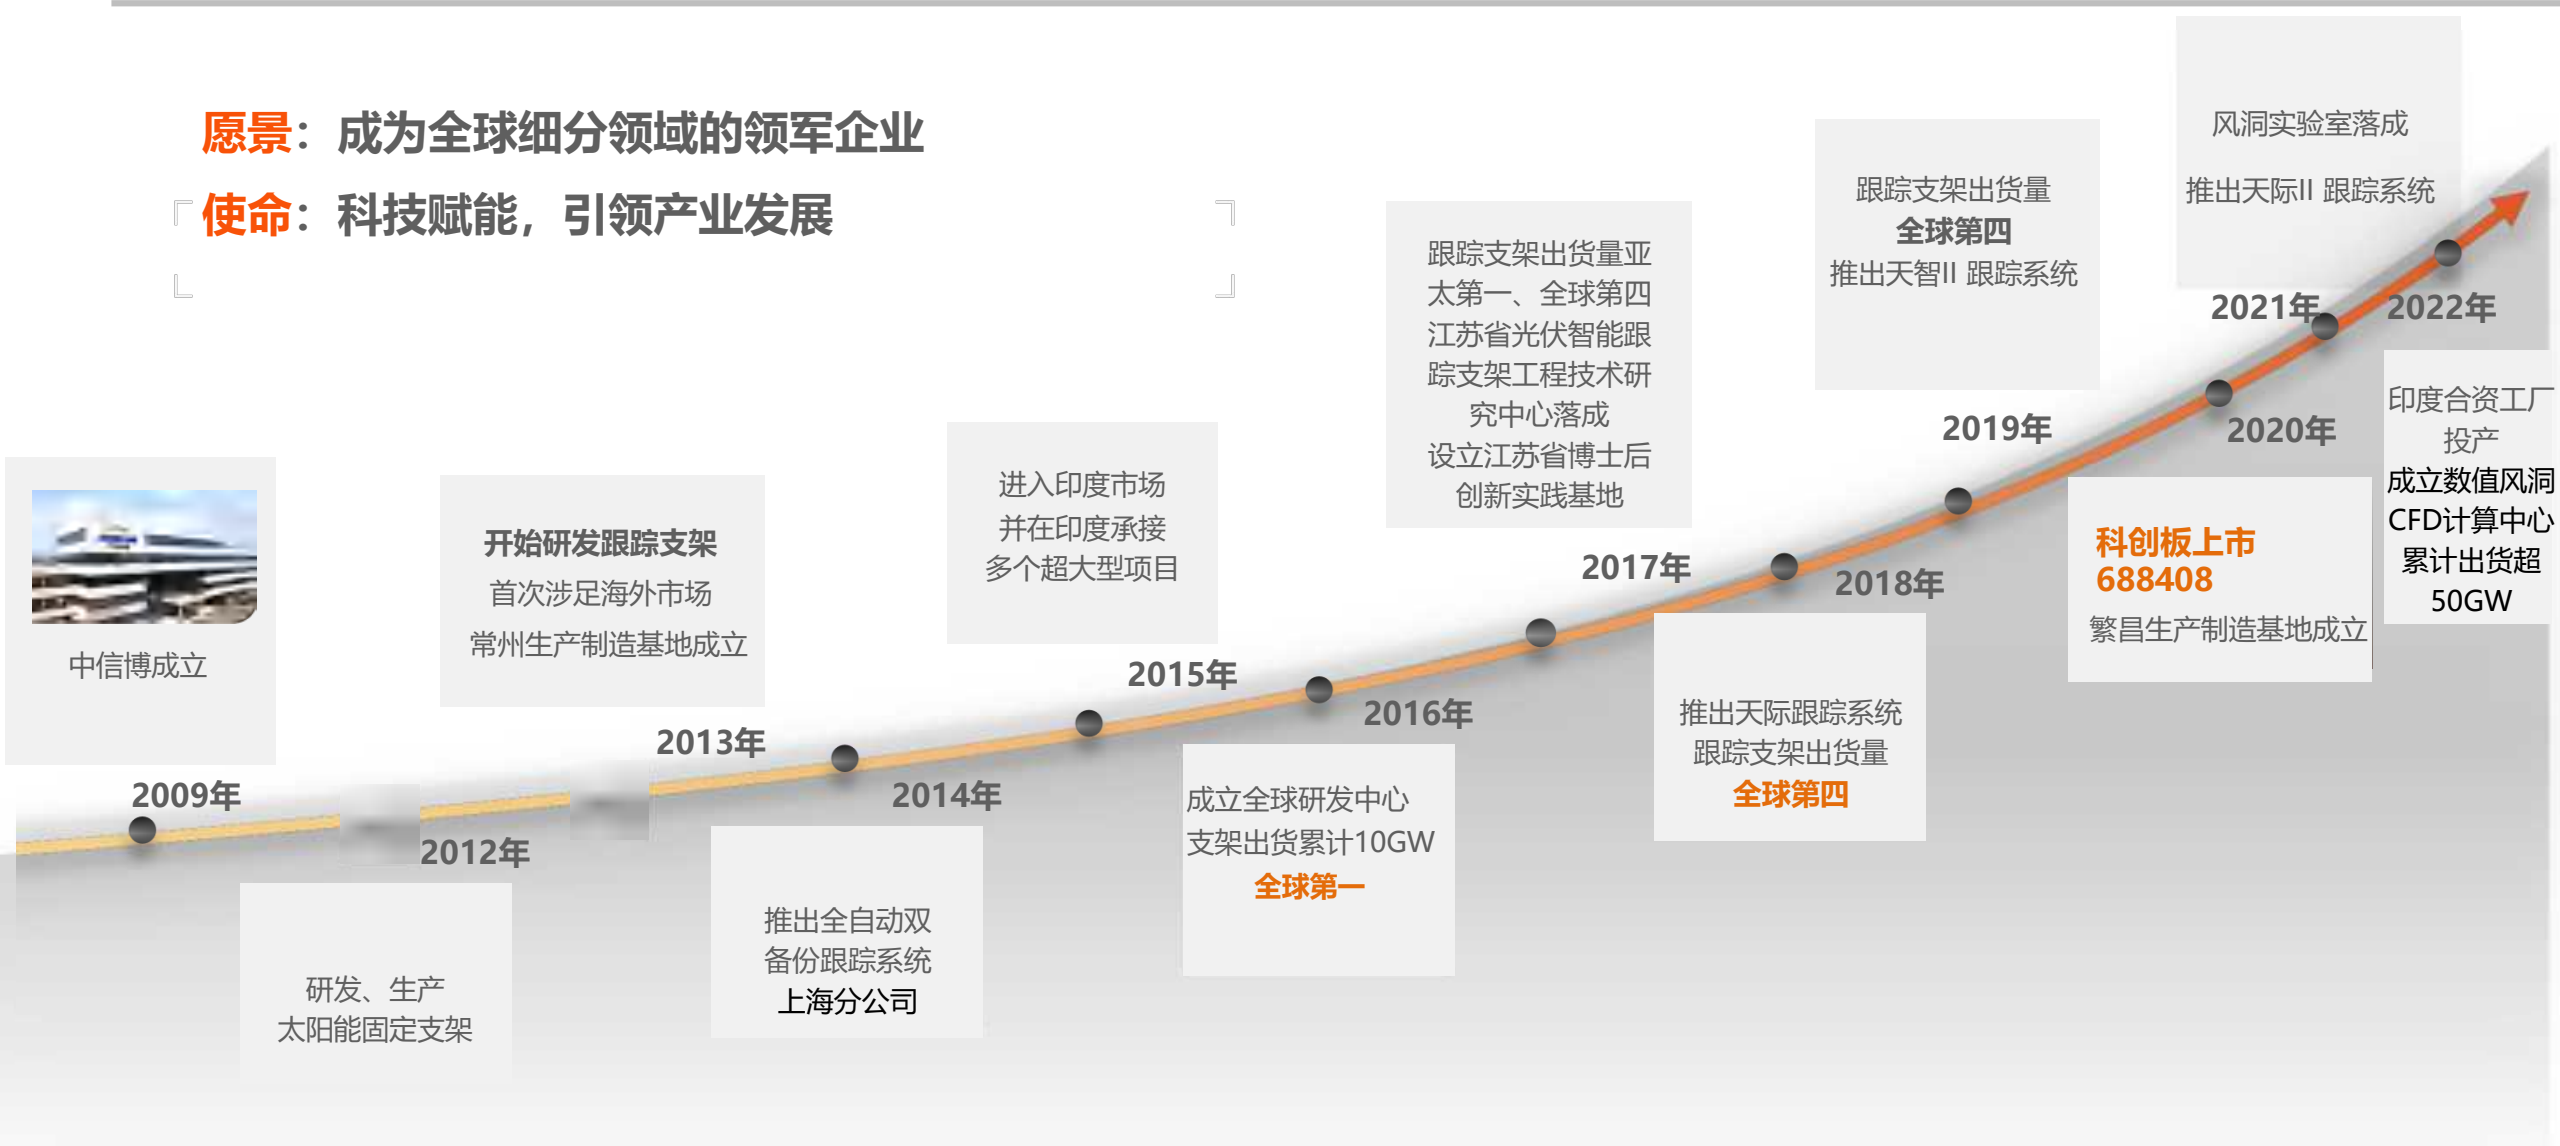 愿景：成为全球细分领域的领军企业
使命：科技赋能，引领产业发展
中信博成立
2009年
2012年
研发、生产
太阳能固定支架
开始研发跟踪支架
首次涉足海外市场
常州生产制造基地成立
2013年
2014年
推出全自动双
备份跟踪系统
上海分公司
进入印度市场
并在印度承接
多个超大型项目
2015年
2016年
成立全球研发中心
支架出货累计10GW
全球第一
跟踪支架出货量亚
太第一、全球第四
江苏省光伏智能跟
踪支架工程技术研
究中心落成
设立江苏省博士后
创新实践基地
2017年
2018年
推出天际跟踪系统
跟踪支架出货量
全球第四
跟踪支架出货量
全球第四
推出天智II 跟踪系统
2019年
2020年
科创板上市
688408
繁昌生产制造基地成立
风洞实验室落成
推出天际II 跟踪系统
2021年
2022年
印度合资工厂
投产
成立数值风洞
CFD计算中心
累计出货超
50GW